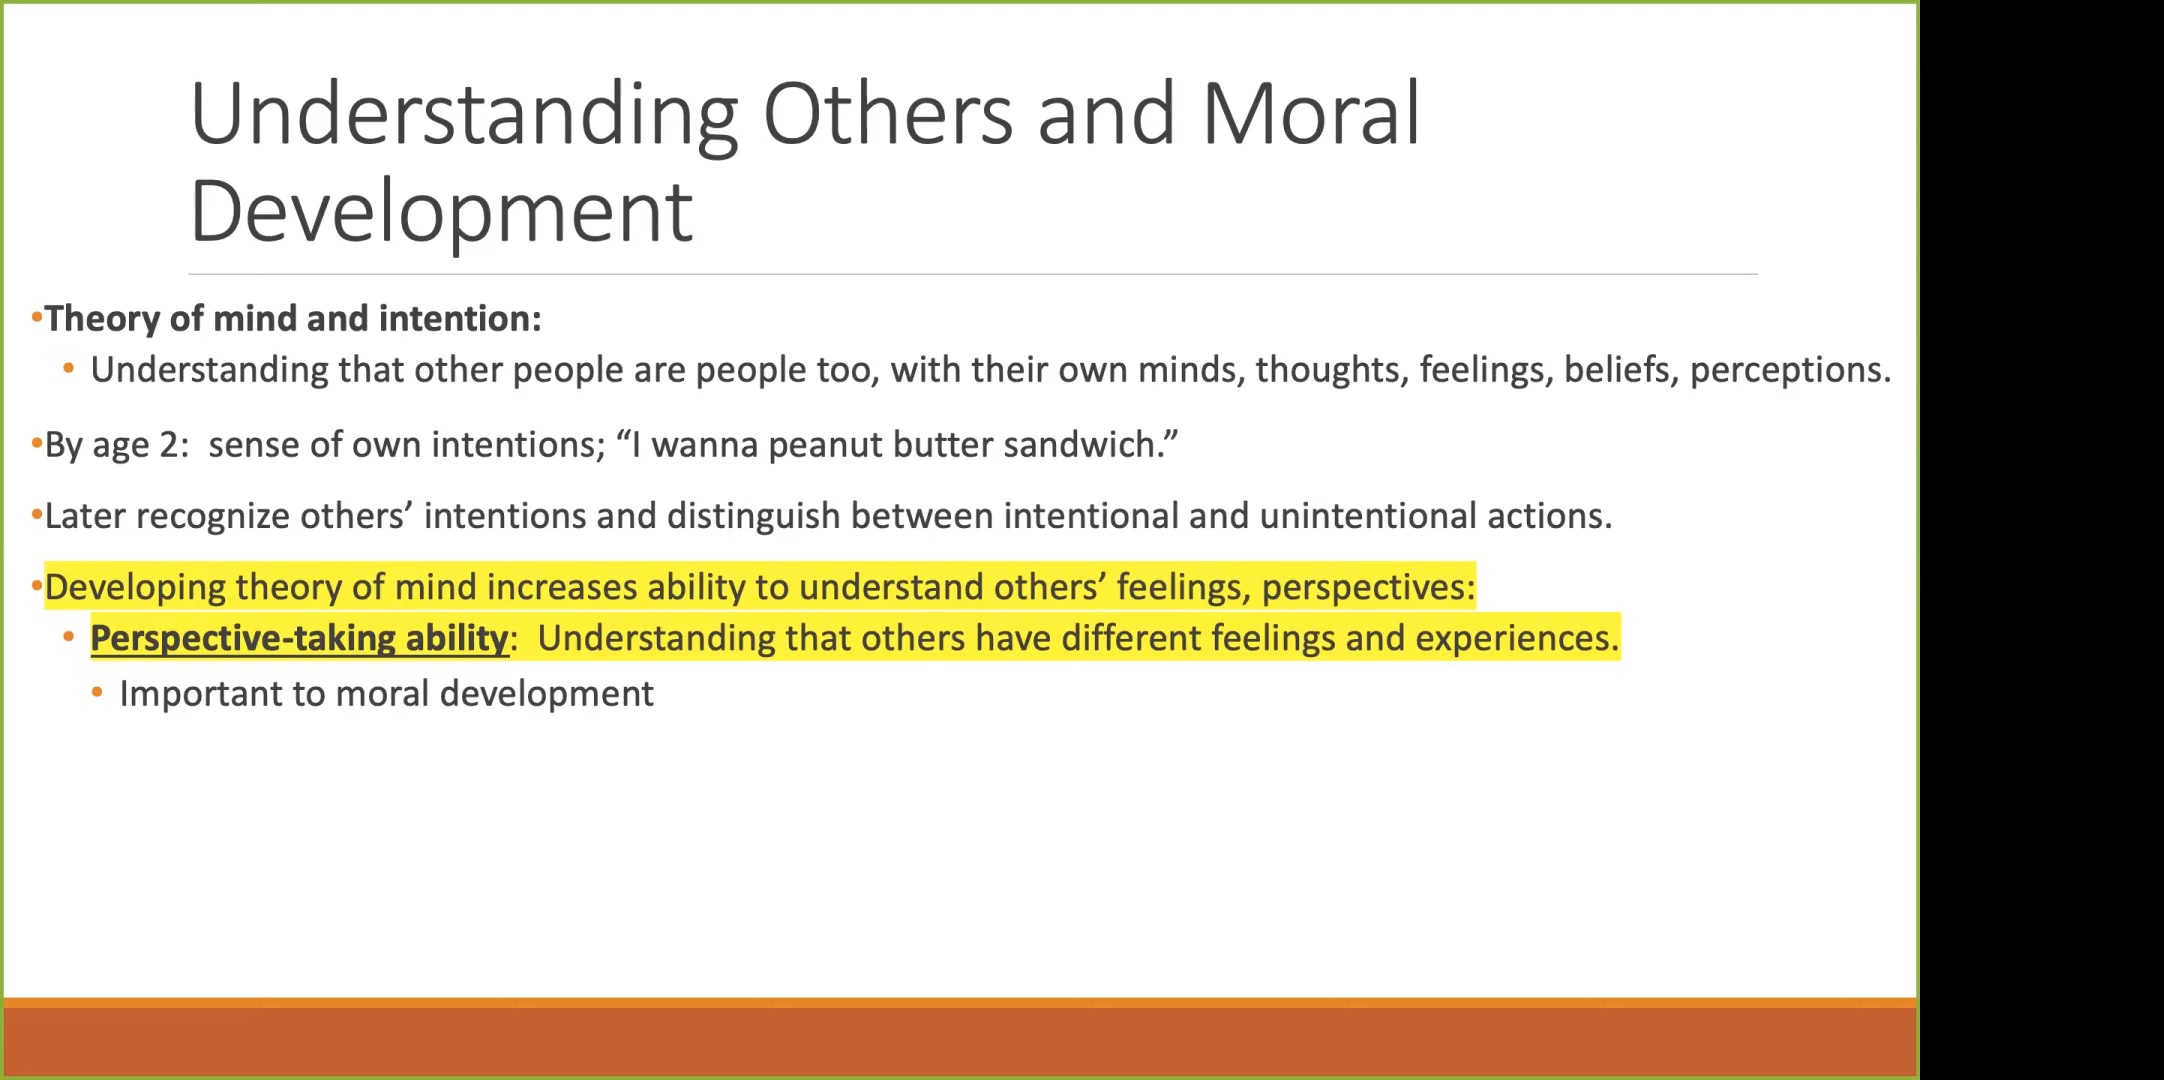 Understanding Others and Moral
Development
•Theory of mind and intention:
• Understanding that other people are people too, with their own minds, thoughts, feelings, beliefs, perceptions.
•By age 2:  sense of own intentions; “I wanna peanut butter sandwich.”
•Later recognize others’ intentions and distinguish between intentional and unintentional actions.
•Developing theory of mind increases ability to understand others’ feelings, perspectives:
• Perspective-taking ability:  Understanding that others have different feelings and experiences.
• Important to moral development